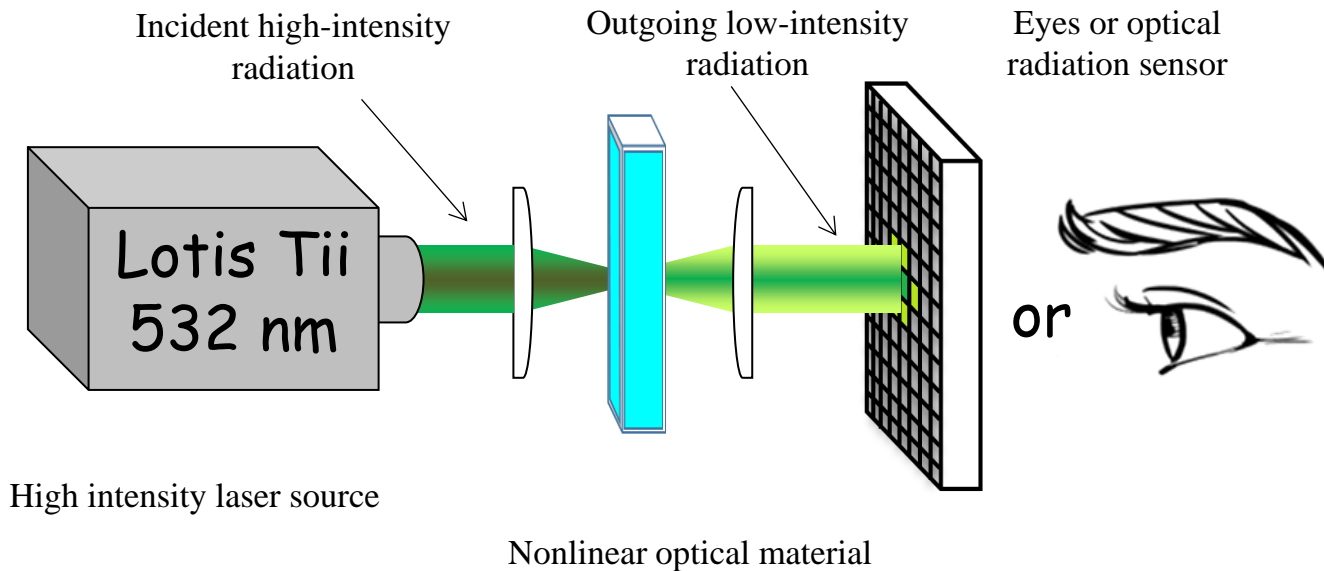 Incident high-intensity
radiation
Outgoing low-intensity
radiation
Eyes or optical
radiation sensor
Lotis Tii
532 nm
or
High intensity laser source
Nonlinear optical material